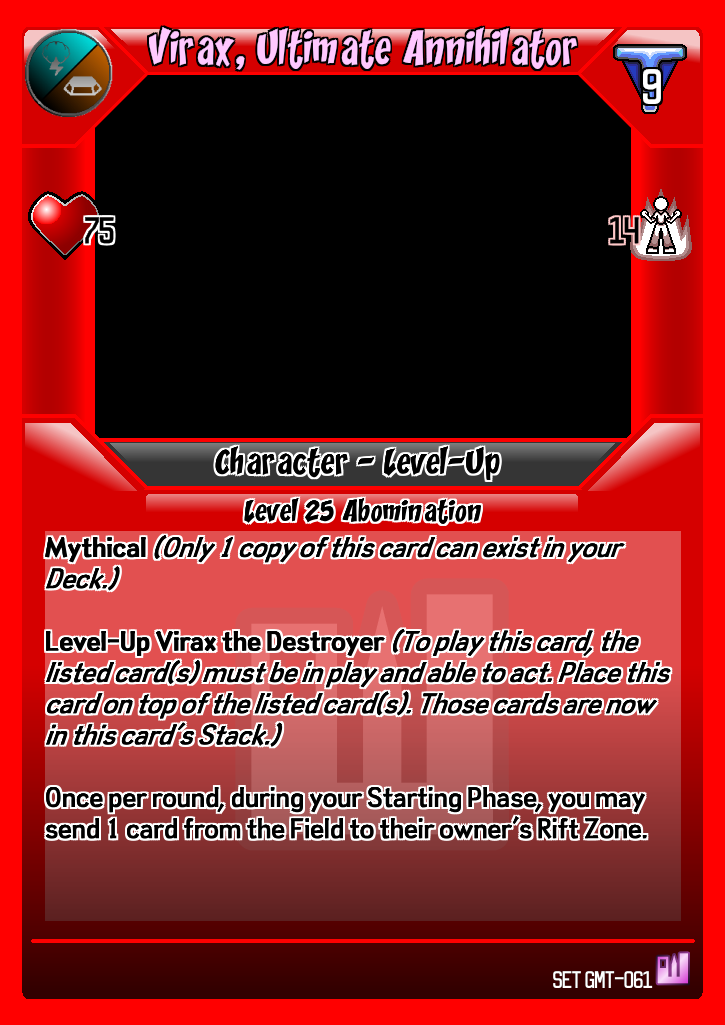 Virax, Ultimate Annihilator
9
75
14
Character - Level-Up
Level 25 Abomination
Mythical (Only 1 copy of this card can exist in your
Deck.)
Level-Up Virax the Destroyer (To play this card, the
listed card(s) must be in play and able to act. Place this
card on top of the listed card(s). Those cards are now
in this card's Stack.)
Once per round, during your Starting Phase, you may
send 1 card from the Field to their owner's Rift Zone.
SET GMT-061